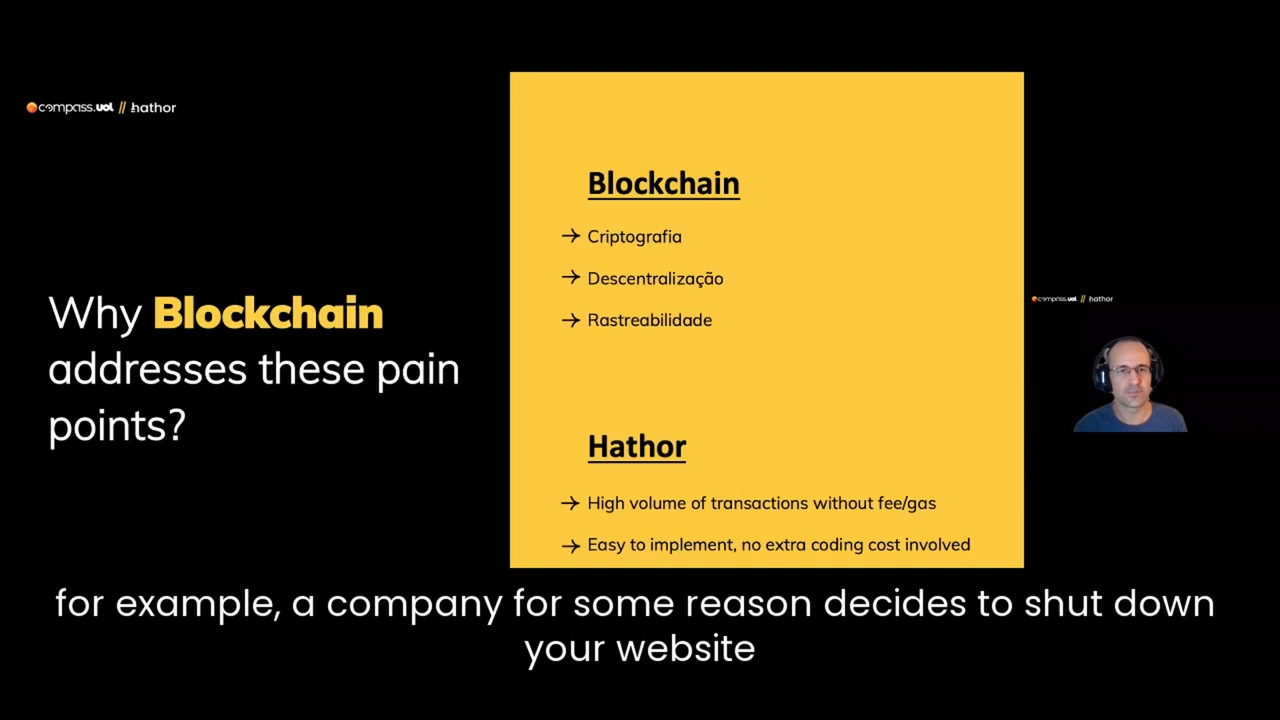 compass.uol // hathor
Why Blockchain
addresses these pain
points?
Blockchain
→ Criptografia
→ Descentralização
→ Rastreabilidade
Hathor
→ High volume of transactions without fee/gas
→ Easy to implement, no extra coding cost involved
compass.uol // hathor
for example, a company for some reason decides to shut down
your website